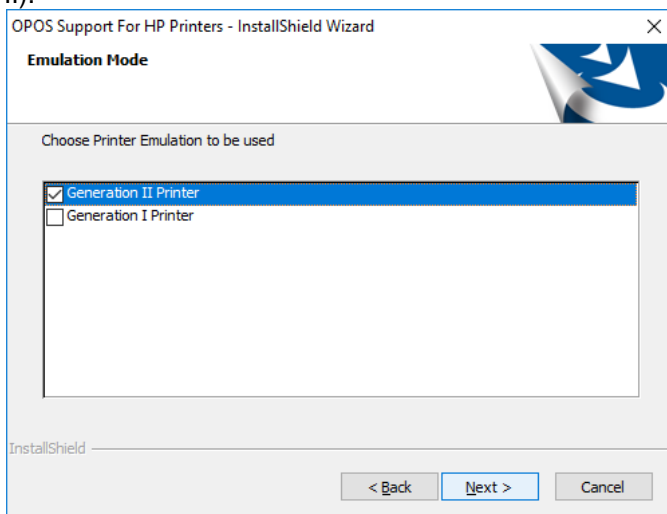 II).
OPOS Support For HP Printers - InstallShield Wizard
Emulation Mode
Choose Printer Emulation to be used
Generation II Printer
Generation I Printer
InstallShield
< Back Next > Cancel